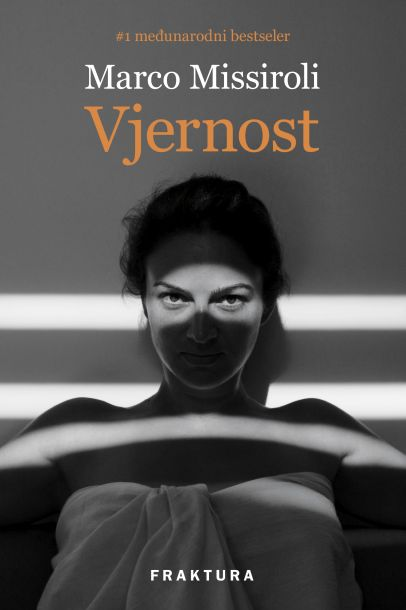 #1 međunarodni bestseler
Marco Missiroli
Vjernost
FRAKTURA